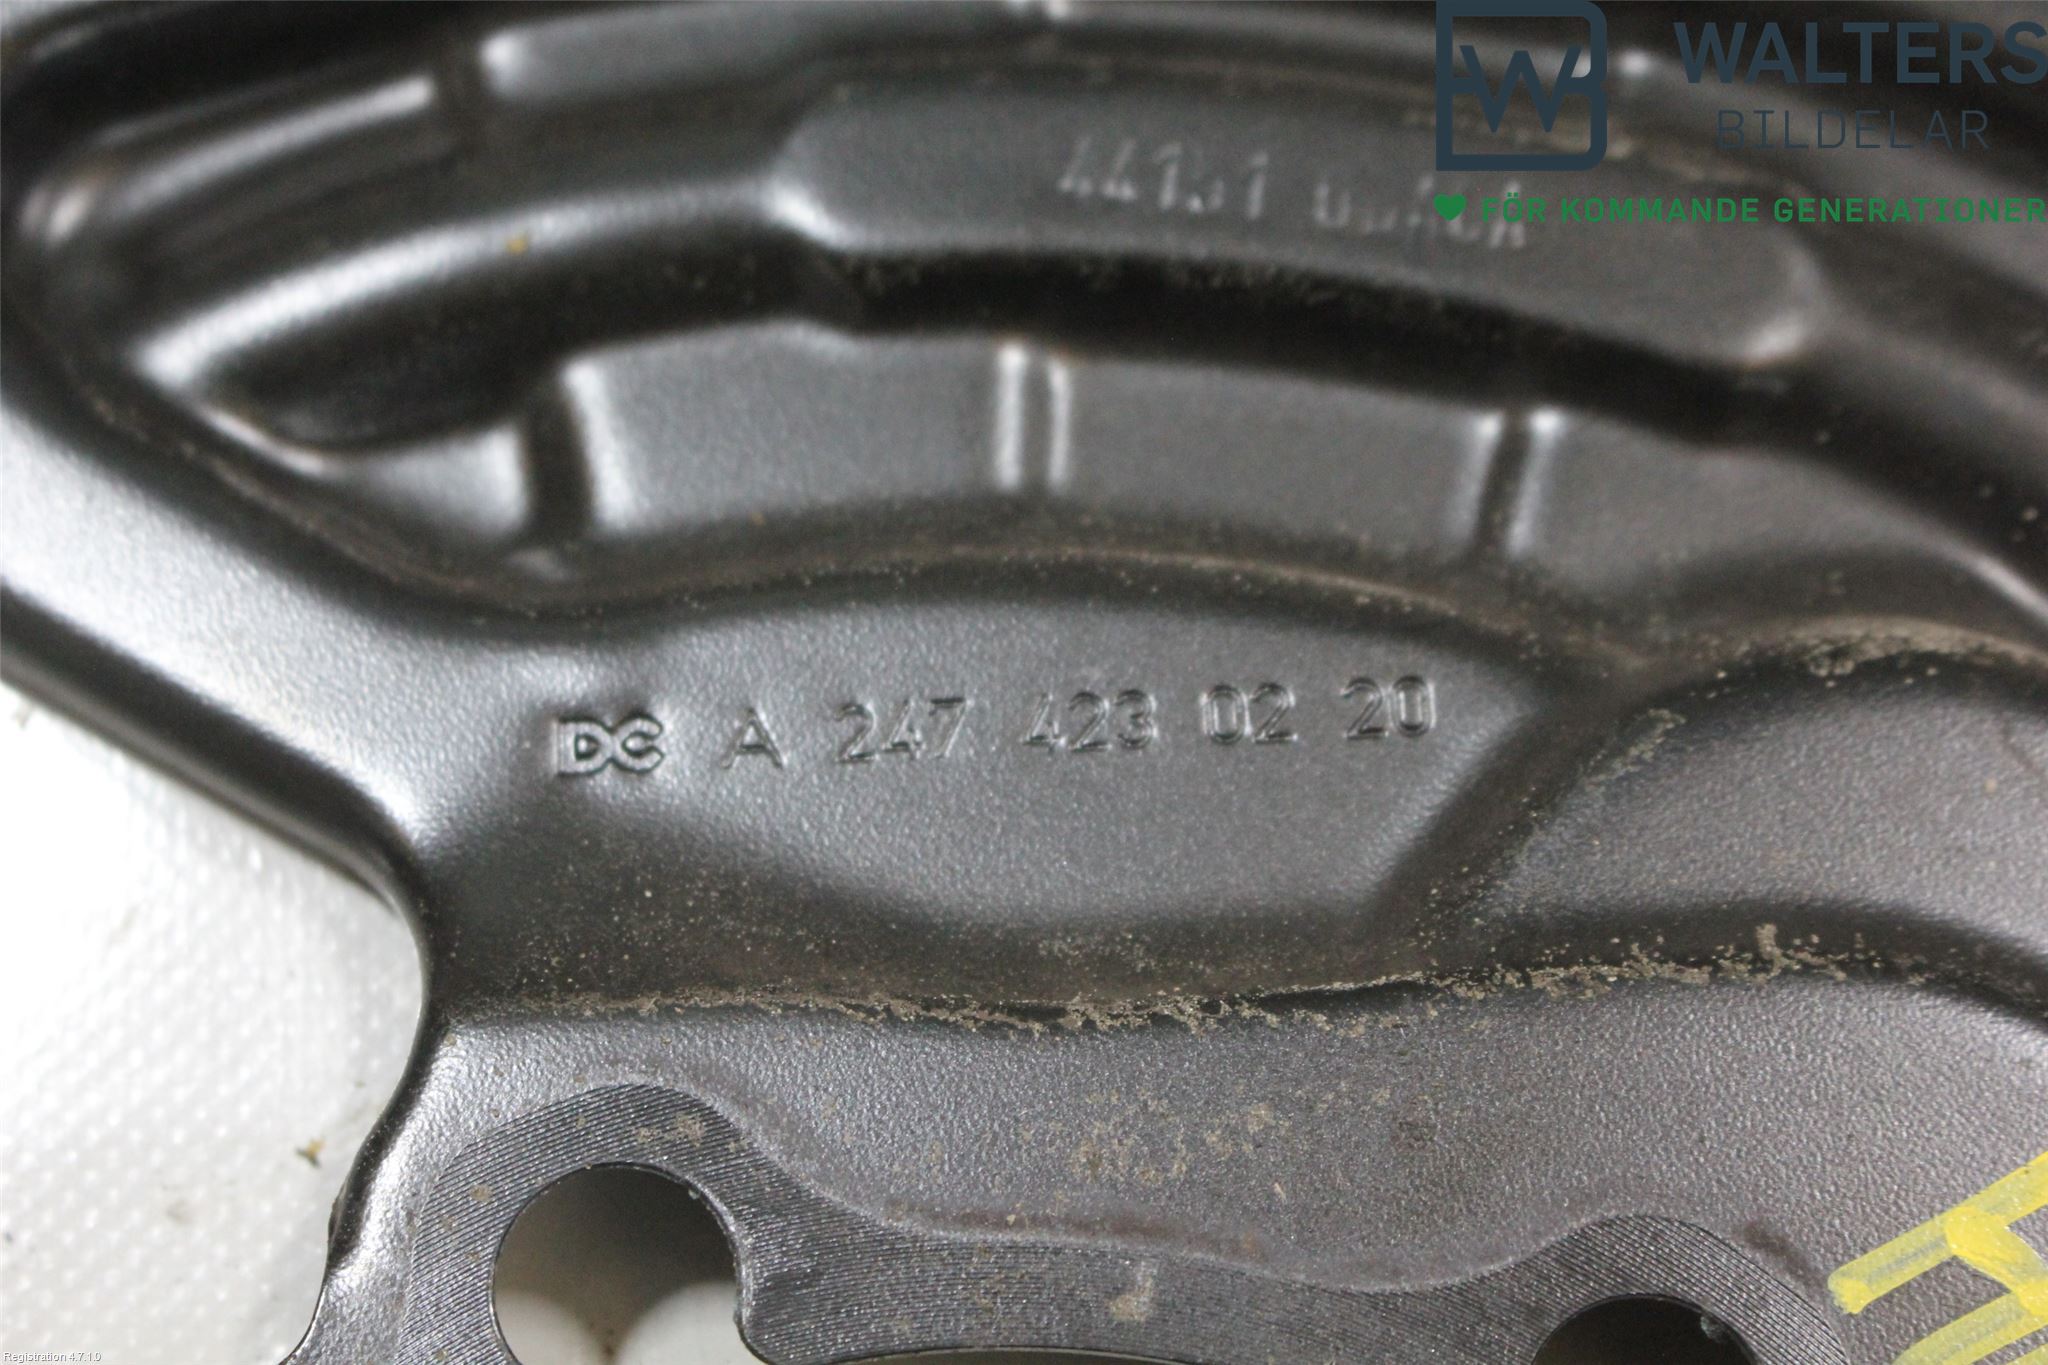 WALTERS
BILDELAR
FÖR KOMMANDE GENERATIONER
DC A 247 423 02 20
Registration 4.7.1.0